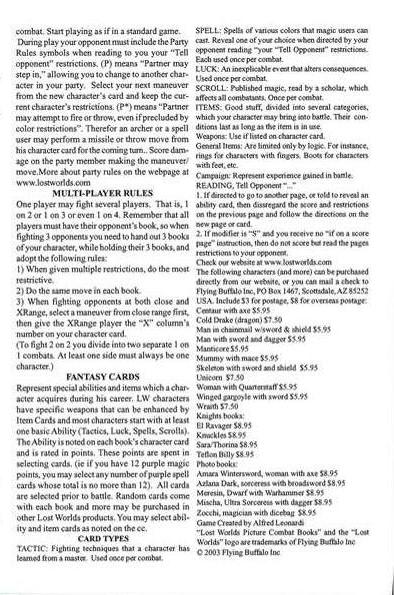 combat. Start playing as if in a standard game.
During play your opponent must include the Party
Rules symbols when reading to you your "Tell
opponent" restrictions. (P) means "Partner may
step in," allowing you to change to another char-
acter in your party. Select your next maneuver
from the new character's card and keep the cur-
rent character's restrictions. (P*) means "Partner
may attempt to fire or throw, even if precluded by
color restrictions". Therefor an archer or a spell
user may perform a missile or throw move from
his character card for the coming turn.. Score dam-
age on the party member making the maneuver/
move.More about party rules on the webpage at
www.lostworlds.com
MULTI-PLAYER RULES
One player may fight several players. That is, 1
on 2 or 1 on 3 or even 1 on 4. Remember that all
players must have their opponent's book, so when
fighting 3 opponents you need to hand out 3 books
of your character, while holding their 3 books, and
adopt the following rules:
1) When given multiple restrictions, do the most
restrictive.
2) Do the same move in each book.
3) When fighting opponents at both close and
XRange, select a maneuver from close range first,
then give the XRange player the "X" column's
number on your character card.
(To fight 2 on 2 you divide into two separate 1 on
1 combats. At least one side must always be one
character.)
FANTASY CARDS
Represent special abilities and items which a char-
acter acquires during his career. LW characters
have specific weapons that can be enhanced by
Item Cards and most characters start with at least
one basic Ability (Tactics, Luck, Spells, Scrolls).
The Ability is noted on each book's character card
and is rated in points. These points are spent in
selecting cards. (ie if you have 12 purple magic
points, you may select any number of purple spell
cards whose total is no more than 12). All cards
are selected prior to battle. Random cards come
with each book and more may be purchased in
other Lost Worlds products. You may select abil-
ity and item cards as noted on the cc.
CARD TYPES
TACTIC: Fighting techniques that a character has
learned from a master. Used once per combat.
SPELL: Spells of various colors that magic users can
cast. Reveal one of your choice when directed by your
opponent reading "your "Tell Opponent" restrictions.
Each used once per combat.
LUCK: An inexplicable event that alters consequences.
Used once per combat.
SCROLL: Published magic, read by a scholar, which
affects all combatants. Once per combat.
ITEMS: Good stuff, divided into several categories,
which your character may bring into battle. Their con-
ditions last as long as the item is in use.
Weapons: Use if listed on character card.
General Items: Are limited only by logic. For instance,
rings for characters with fingers. Boots for characters
with feet, etc.
Campaign: Represent experience gained in battle.
READING, Tell Opponent "..."
1. If directed to go to another page, or told to reveal an
ability card, then disregard the score and restrictions
on the previous page and follow the directions on the
new page or card.
2. If modifier is "S" and you receive no "if on a score
page" instruction, then do not score but read the pages
restrictions to your opponent.
Check our website at www.lostworlds.com
The following characters (and more) can be purchased
directly from our website, or you can mail a check to
Flying Buffalo Inc, PO Box 1467, Scottsdale, AZ 85252
USA. Include $3 for postage, $8 for overseas postage:
Centaur with axe $5.95
Cold Drake (dragon) $7.50
Man in chainmail w/sword & shield $5.95
Man with sword and dagger $5.95
Manticore $5.95
Mummy with mace $5.95
Skeleton with sword and shield $5.95
Unicorn $7.50
Woman with Quarterstaff $5.95
Winged gargoyle with sword $5.95
Wraith $7.50
Knights books:
El Ravager $8.95
Knuckles $8.95
Sara/Thorina $8.95
Teflon Billy $8.95
Photo books:
Amara Wintersword, woman with axe $8.95
Azlana Dark, sorceress with broadsword $8.95
Meresin, Dwarf with Warhammer $8.95
Mischa, Ultra Sorceress with dagger $8.95
Zocchi, magician with dicebag $8.95
Game Created by Alfred Leonardi
"Lost Worlds Picture Combat Books" and the "Lost
Worlds" logo are trademarks of Flying Buffalo Inc
© 2003 Flying Buffalo Inc